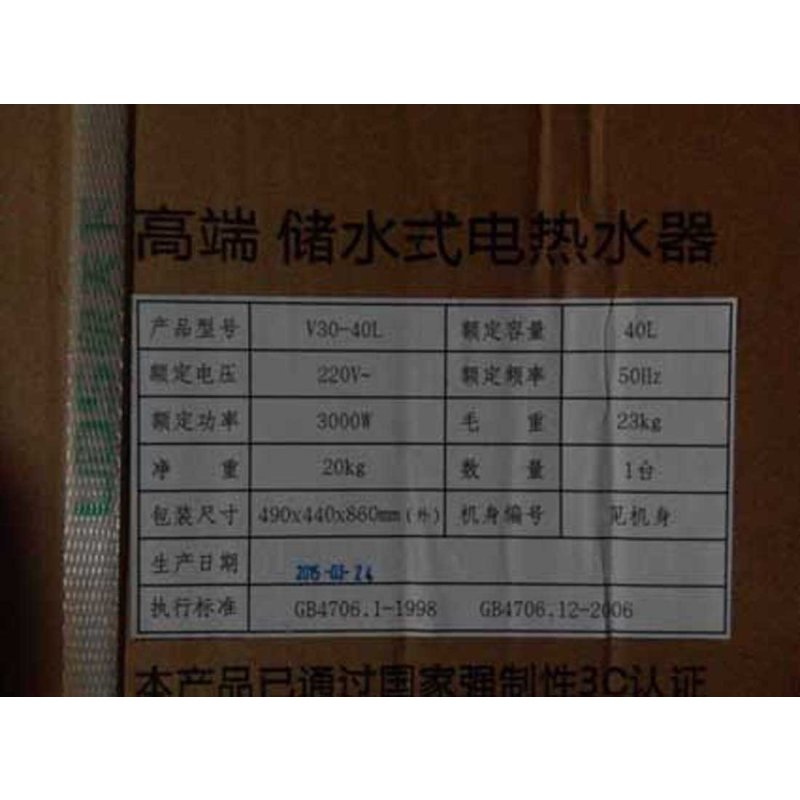 高端 储水式电热水器
产品型号 V30-40L 额定容量 40L
额定电压 220V~ 额定频率 50Hz
额定功率 3000W 毛 重 23kg
净 重 20kg 数 量 1台
包装尺寸 490x440x860mm(外) 机身编号 见机身
生产日期 2015-03-24
执行标准 GB4706.1-1998 GB4706.12-2006
本产品已通过国家强制性3C认证